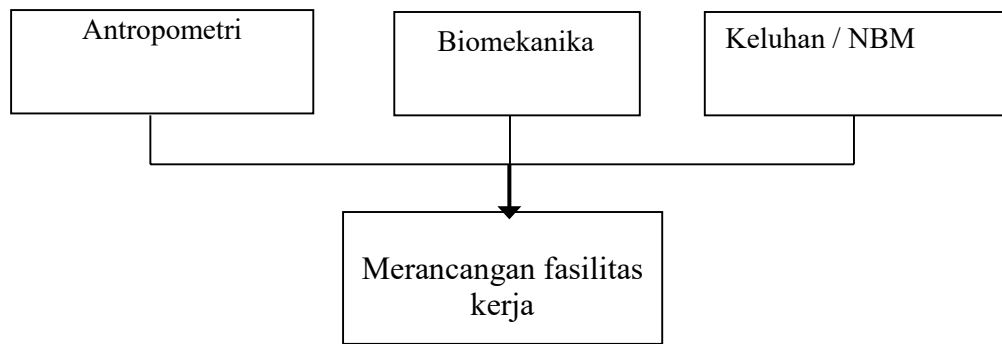 Antropometri
Biomekanika
Keluhan / NBM
Merancangan fasilitas
kerja